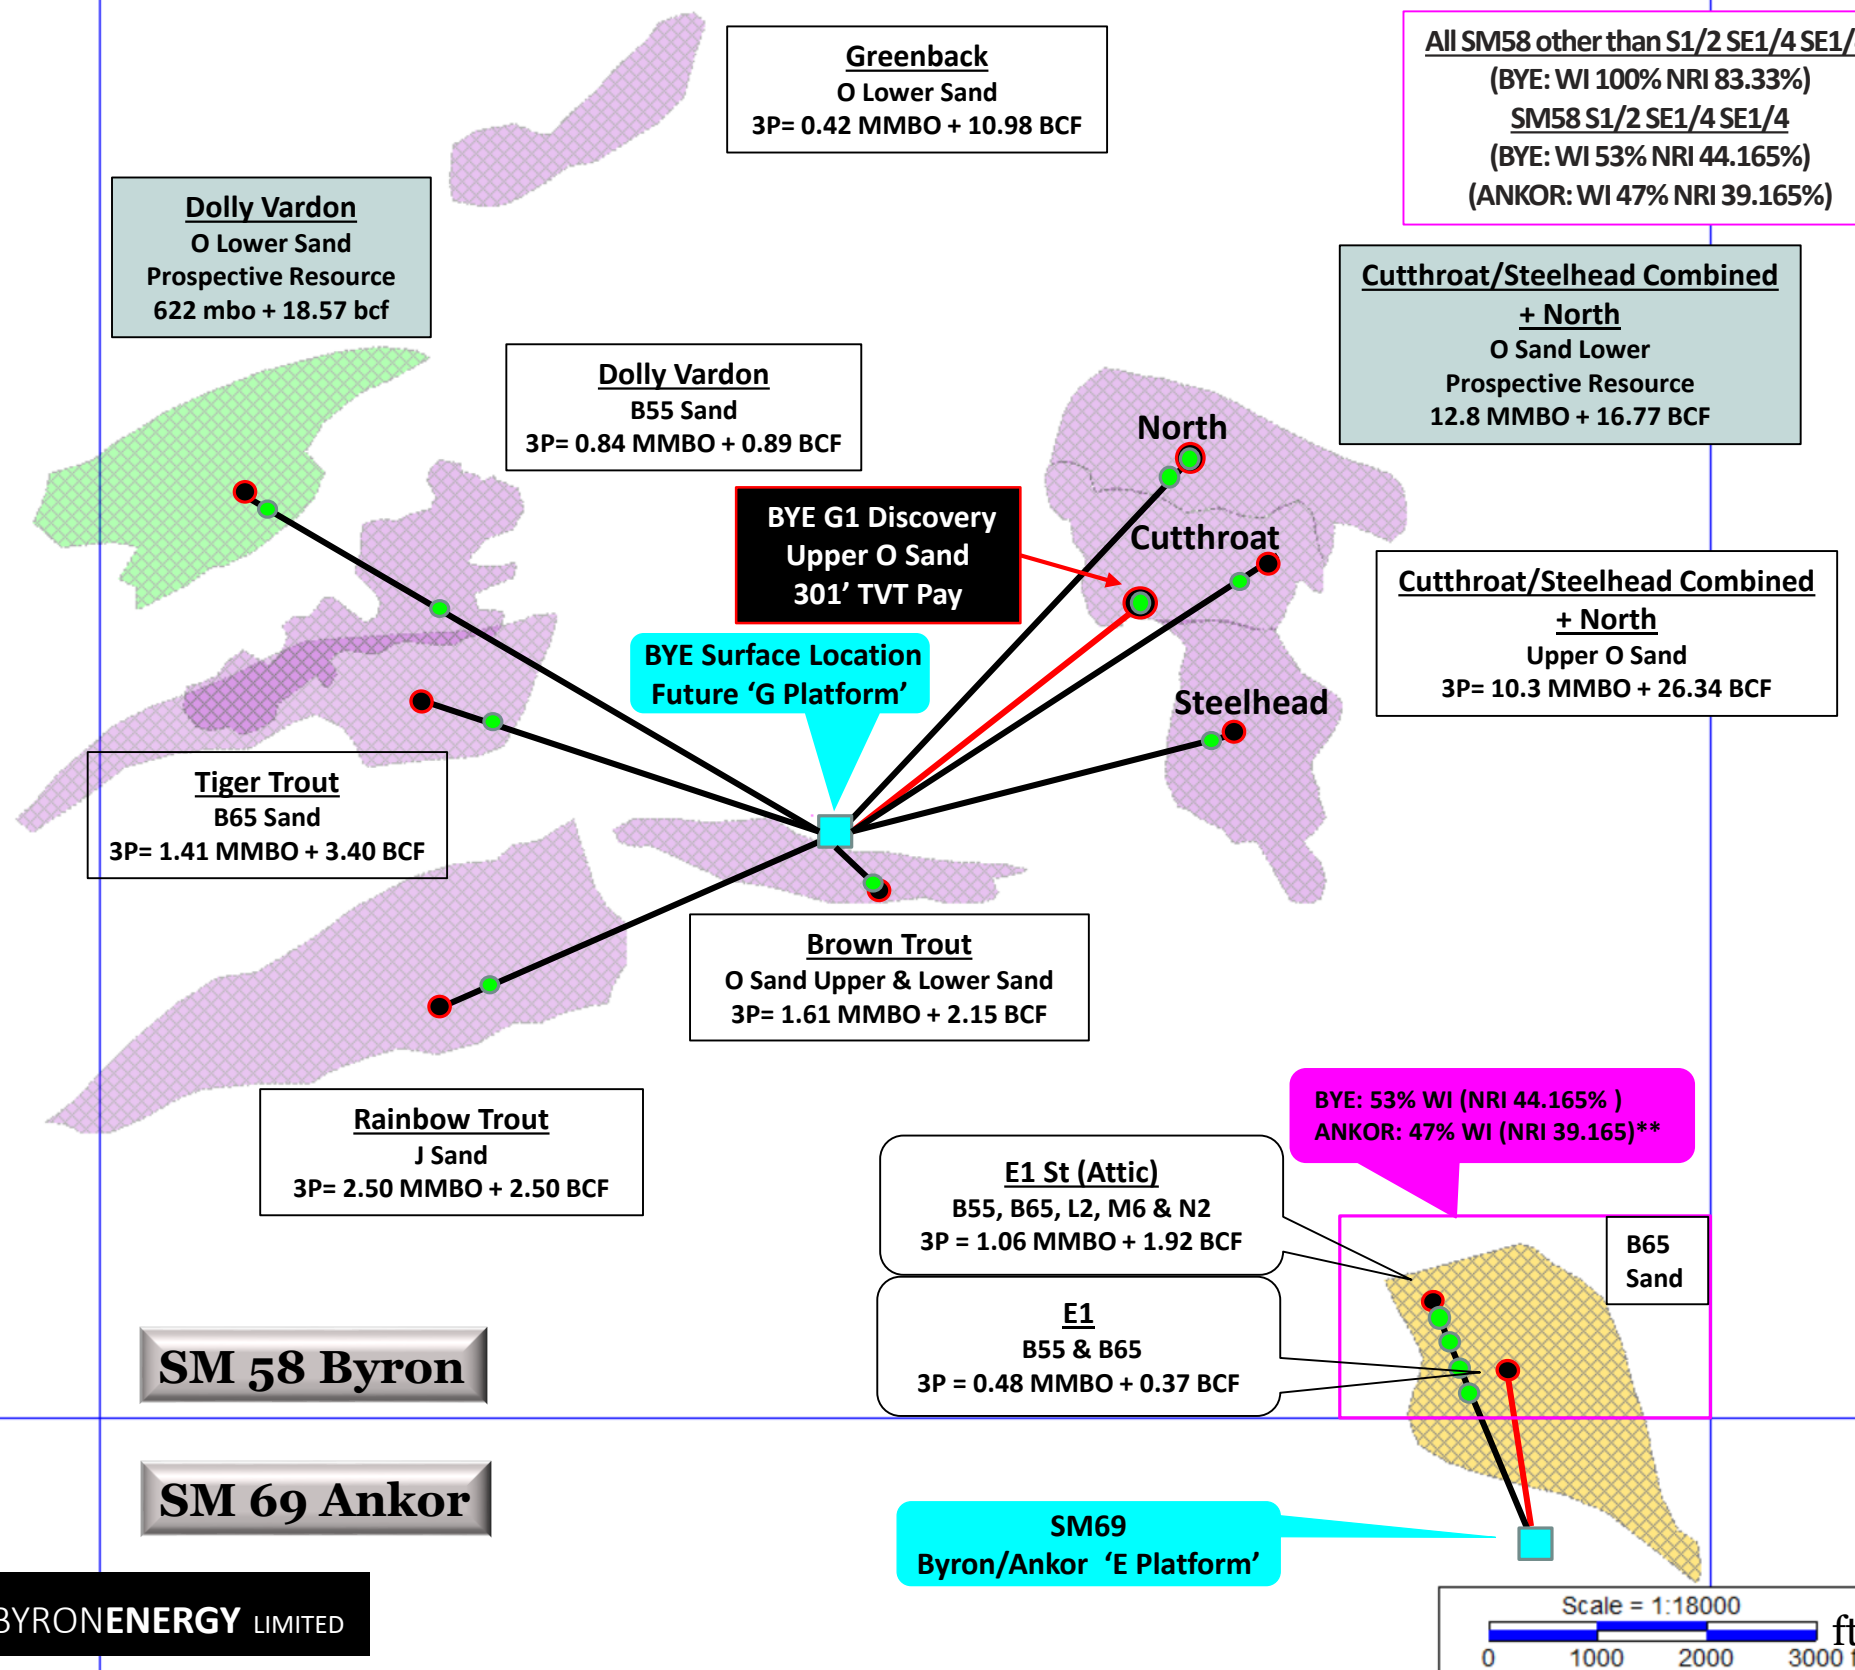 Greenback
O Lower Sand
3P= 0.42 MMBO + 10.98 BCF
All SM58 other than S1/2 SE1/4 SE1/
(BYE: WI 100% NRI 83.33%)
SM58 S1/2 SE1/4 SE1/4
(BYE: WI 53% NRI 44.165%)
(ANKOR: WI 47% NRI 39.165%)
Dolly Vardon
O Lower Sand
Prospective Resource
622 mbo + 18.57 bcf
Cutthroat/Steelhead Combined
+ North
O Sand Lower
Prospective Resource
12.8 MMBO + 16.77 BCF
Dolly Vardon
B55 Sand
3P= 0.84 MMBO + 0.89 BCF
North
BYE G1 Discovery
Upper O Sand
301’ TVT Pay
Cutthroat
Cutthroat/Steelhead Combined
+ North
Upper O Sand
3P= 10.3 MMBO + 26.34 BCF
BYE Surface Location
Future ‘G Platform’
Steelhead
Tiger Trout
B65 Sand
3P= 1.41 MMBO + 3.40 BCF
Brown Trout
O Sand Upper & Lower Sand
3P= 1.61 MMBO + 2.15 BCF
Rainbow Trout
J Sand
3P= 2.50 MMBO + 2.50 BCF
BYE: 53% WI (NRI 44.165% )
ANKOR: 47% WI (NRI 39.165)**
E1 St (Attic)
B55, B65, L2, M6 & N2
3P = 1.06 MMBO + 1.92 BCF
B65
Sand
E1
B55 & B65
3P = 0.48 MMBO + 0.37 BCF
SM 58 Byron
SM 69 Ankor
SM69
Byron/Ankor ‘E Platform’
BYRONENERGY LIMITED
Scale = 1:18000
ft
0 1000 2000 3000 f